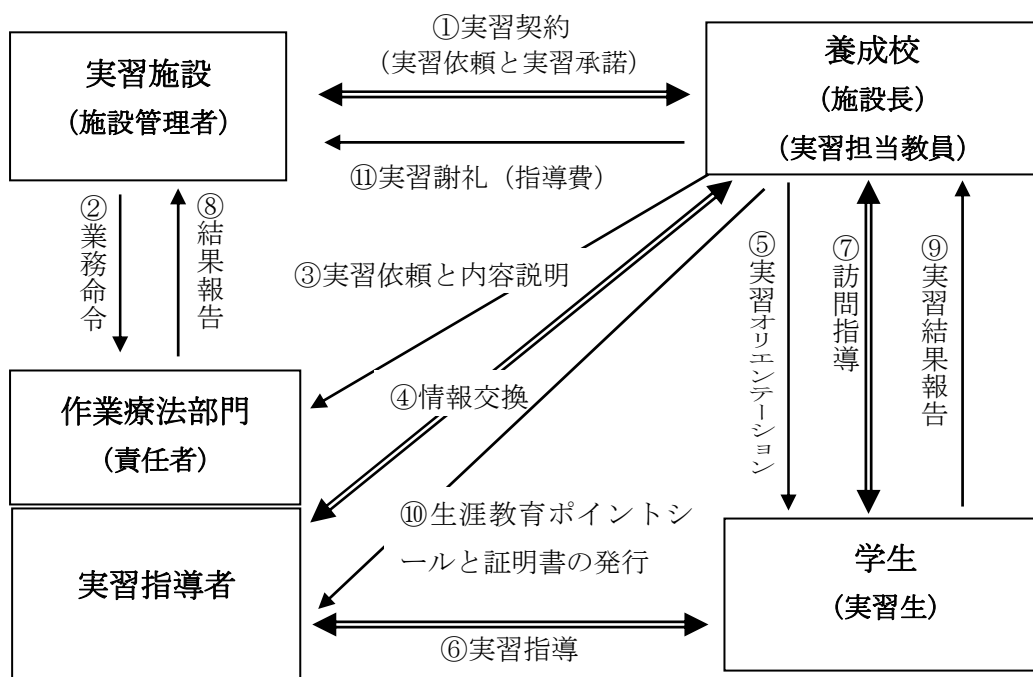 ①実習契約
（実習依頼と実習承諾）
実習施設
（施設管理者）
養成校
（施設長）
（実習担当教員）
⑪実習謝礼（指導費）
②業務命令
⑧結果報告
③実習依頼と内容説明
④情報交換
⑤実習オリエンテーション
⑦訪問指導
⑨実習結果報告
作業療法部門
（責任者）
⑩生涯教育ポイントシ
ールと証明書の発行
実習指導者
学生
（実習生）
⑥実習指導